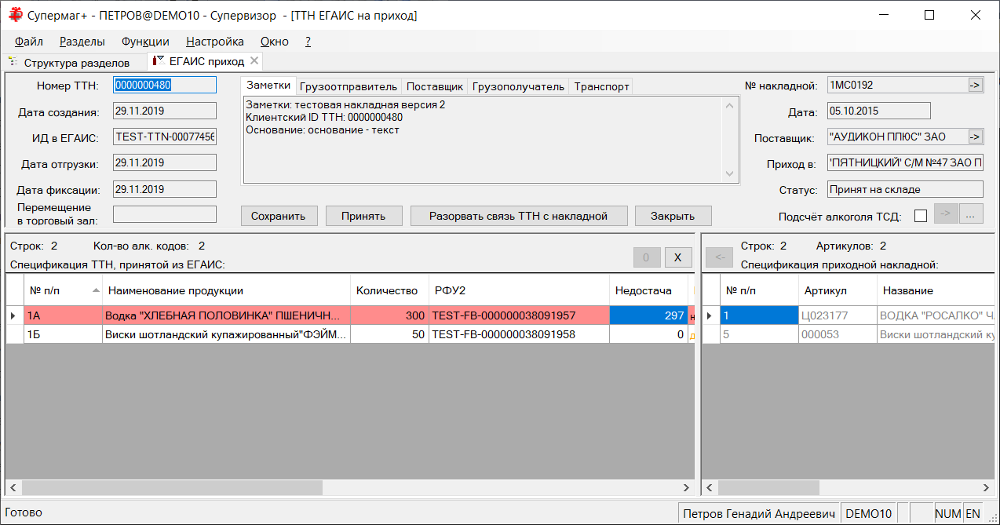 Супермаг+ - ПЕТРОВ@DEMO10 - Супервизор - [ТТН ЕГАИС на приход]
Файл Разделы Функции Настройка Окно ?
Структура разделов ЕГАИС приход
Номер ТТН: 0000000480
Дата создания: 29.11.2019
ИД в ЕГАИС: TEST-TTN-00077456
Дата отгрузки: 29.11.2019
Дата фиксации: 29.11.2019
Перемещение
в торговый зал:
Заметки Грузоотправитель Поставщик Грузополучатель Транспорт
Заметки: тестовая накладная версия 2
Клиентский ID ТТН: 0000000480
Основание: основание - текст
Сохранить Принять Разорвать связь ТТН с накладной Закрыть
№ накладной: 1МС0192 ->
Дата: 05.10.2015
Поставщик: "АУДИКОН ПЛЮС" ЗАО ->
Приход в: 'ПЯТНИЦКИЙ' С/М №47 ЗАО П
Статус: Принят на складе
Подсчёт алкоголя ТСД: -> ...
Строк: 2 Кол-во алк. кодов: 2
Спецификация ТТН, принятой из ЕГАИС:
0 X
№ п/п Наименование продукции Количество РФУ2 Недостача
1А Водка "ХЛЕБНАЯ ПОЛОВИНКА" ПШЕНИЧН... 300 TEST-FB-000000038091957 297 н
1Б Виски шотландский купажированный"ФЭЙМ... 50 TEST-FB-000000038091958 0 д
<- Строк: 2 Артикулов: 2
Спецификация приходной накладной:
№ п/п Артикул Название
1 Ц023177 ВОДКА "РОСАЛКО" Ч
5 000053 Виски шотландский ку
Готово
Петров Генадий Андреевич DEMO10 NUM EN